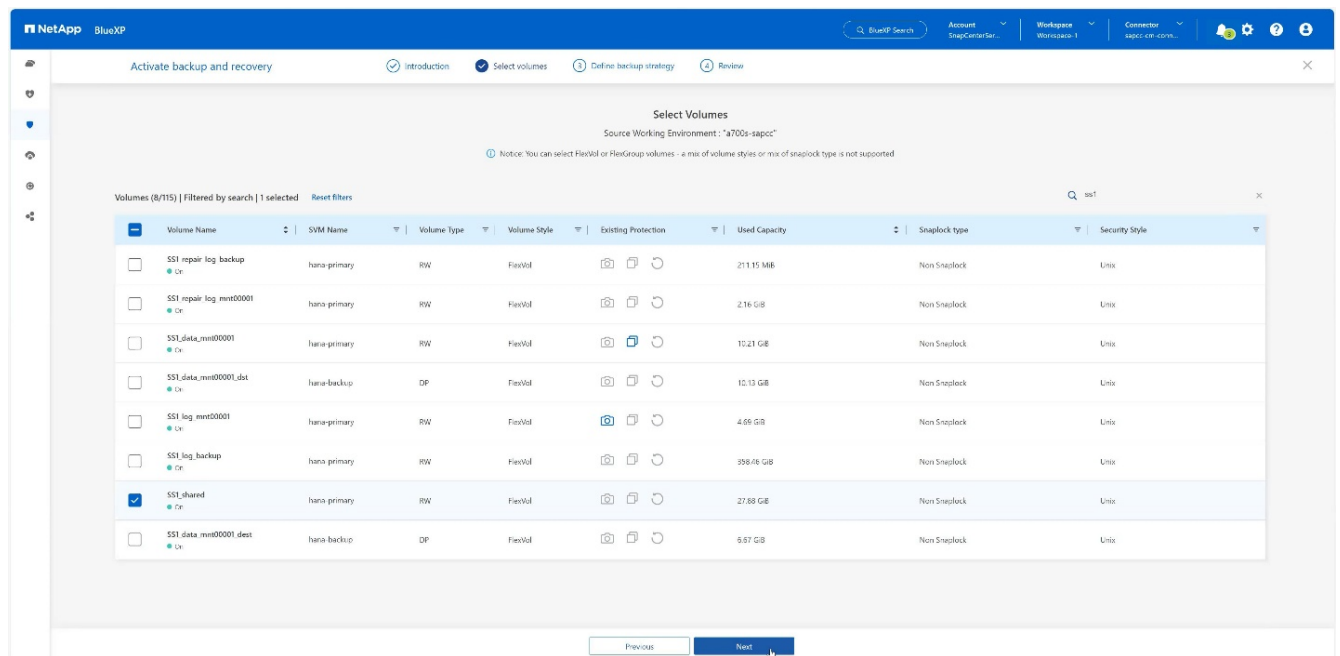 NetApp BlueXP
BlueXP Search
Account
SnapCenterSer...
Workspace
Workspace-1
Connector
sapcc-cm-conn...
3
Activate backup and recovery
Introduction
Select volumes
3 Define backup strategy
4 Review
Select Volumes
Source Working Environment : "a700s-sapcc"
Notice: You can select FlexVol or FlexGroup volumes - a mix of volume styles or mix of snaplock type is not supported
Volumes (8/115) | Filtered by search | 1 selected Reset filters
ss1
Volume Name SVM Name Volume Type Volume Style Existing Protection Used Capacity Snaplock type Security Style
SS1_repair_log_backup
On
hana-primary RW FlexVol 211.15 MiB Non Snaplock Unix
SS1_repair_log_mnt00001
On
hana-primary RW FlexVol 2.16 GiB Non Snaplock Unix
SS1_data_mnt00001
On
hana-primary RW FlexVol 10.21 GiB Non Snaplock Unix
SS1_data_mnt00001_dst
On
hana-backup DP FlexVol 10.13 GiB Non Snaplock Unix
SS1_log_mnt00001
On
hana-primary RW FlexVol 4.69 GiB Non Snaplock Unix
SS1_log_backup
On
hana-primary RW FlexVol 358.46 GiB Non Snaplock Unix
SS1_shared
On
hana-primary RW FlexVol 27.68 GiB Non Snaplock Unix
SS1_data_mnt00001_dest
On
hana-backup DP FlexVol 6.67 GiB Non Snaplock Unix
Previous
Next